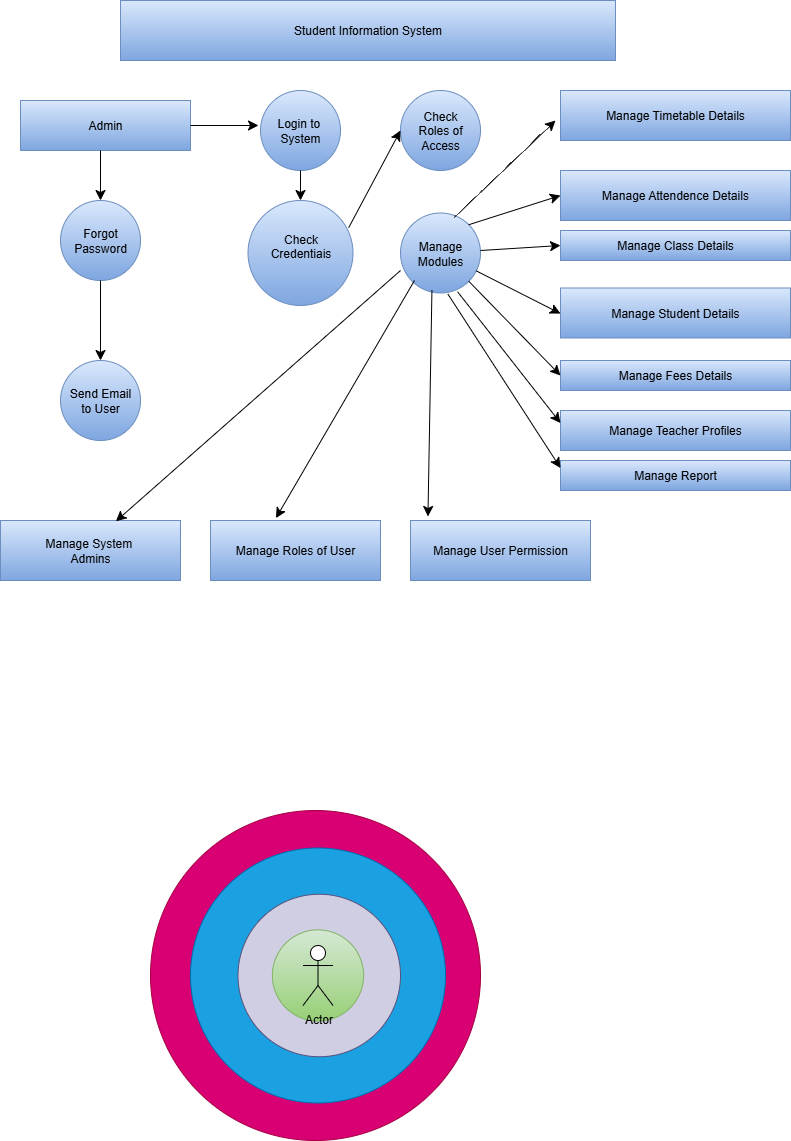 Student Information System
Admin
Login to
System
Check
Roles of
Access
Manage Timetable Details
Manage Attendence Details
Forgot
Password
Check
Credentiais
Manage
Modules
Manage Class Details
Manage Student Details
Manage Fees Details
Send Email
to User
Manage Teacher Profiles
Manage Report
Manage System
Admins
Manage Roles of User
Manage User Permission
Actor